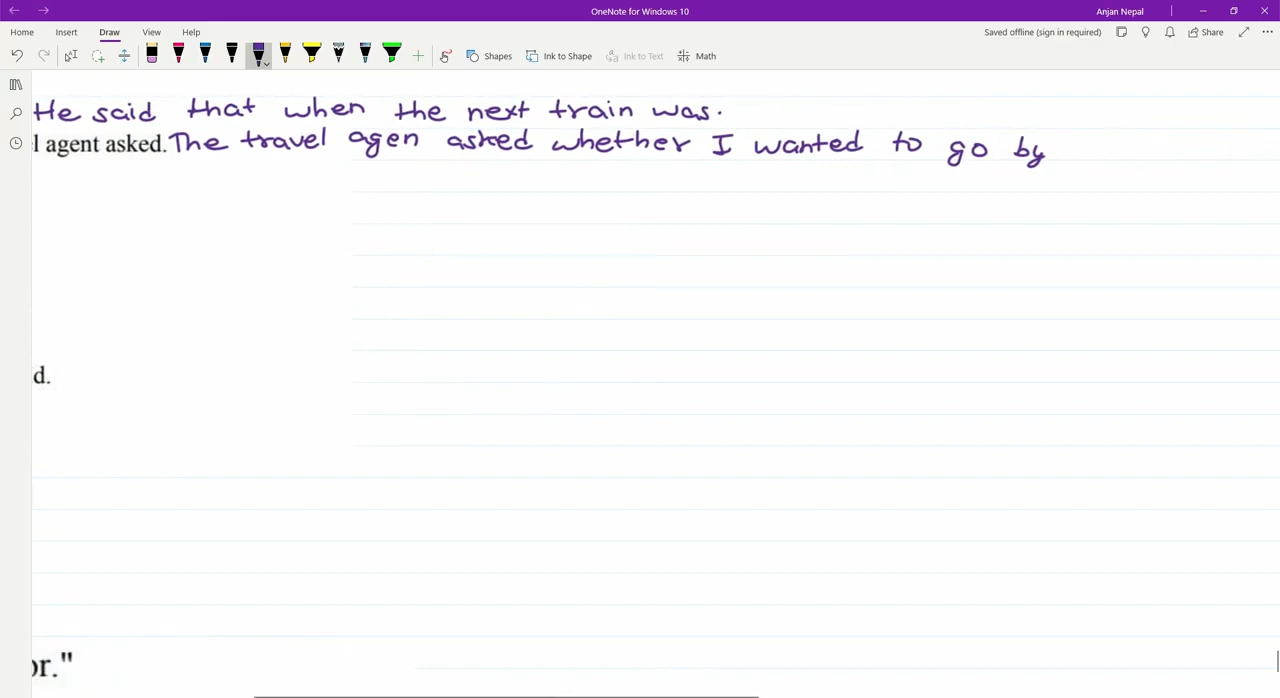 OneNote for Windows 10
Anjan Nepal
Home Insert Draw View Help
Saved offline (sign in required)
Share
Shapes
Ink to Shape
Ink to Text
Math
He said that when the next train was.
l agent asked. The travel agen asked whether I wanted to go by
d.
or."